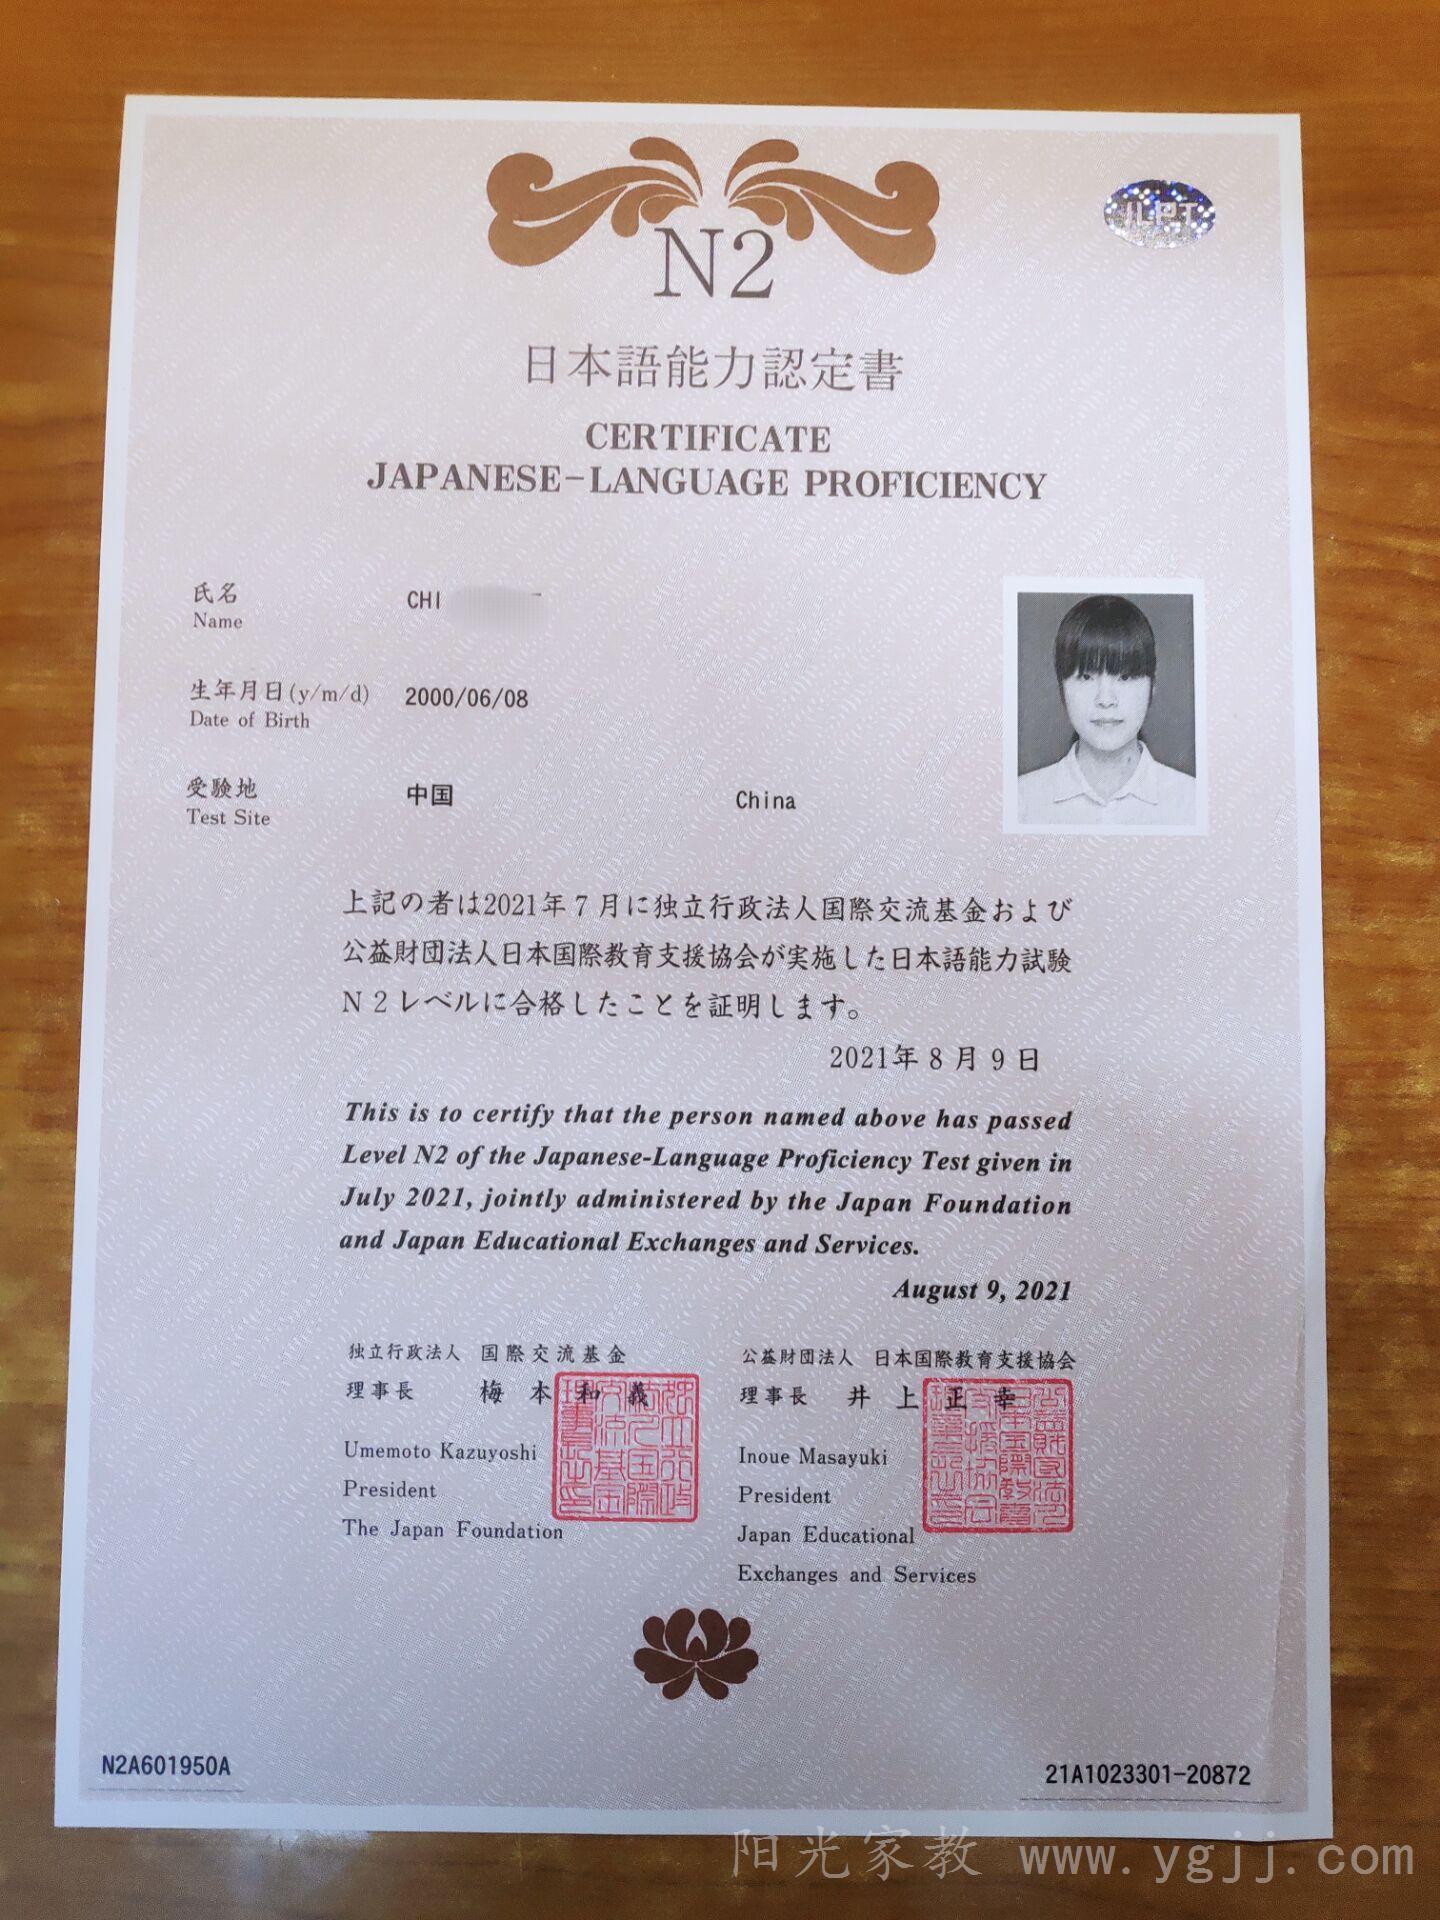 JLPT
N2
日本語能力認定書
CERTIFICATE
JAPANESE-LANGUAGE PROFICIENCY
氏名 CHI
Name
生年月日(y/m/d) 2000/06/08
Date of Birth
受験地 中国 China
Test Site
上記の者は2021年7月に独立行政法人国際交流基金および
公益財団法人日本国際教育支援協会が実施した日本語能力試験
N2レベルに合格したことを証明します。
2021年8月9日
This is to certify that the person named above has passed
Level N2 of the Japanese-Language Proficiency Test given in
July 2021, jointly administered by the Japan Foundation
and Japan Educational Exchanges and Services.
August 9, 2021
独立行政法人 国際交流基金
理事長 梅本和義
Umemoto Kazuyoshi
President
The Japan Foundation
公益財団法人 日本国際教育支援協会
理事長 井上正幸
Inoue Masayuki
President
Japan Educational
Exchanges and Services
N2A601950A
21A1023301-20872
阳光家教 www.ygjj.com